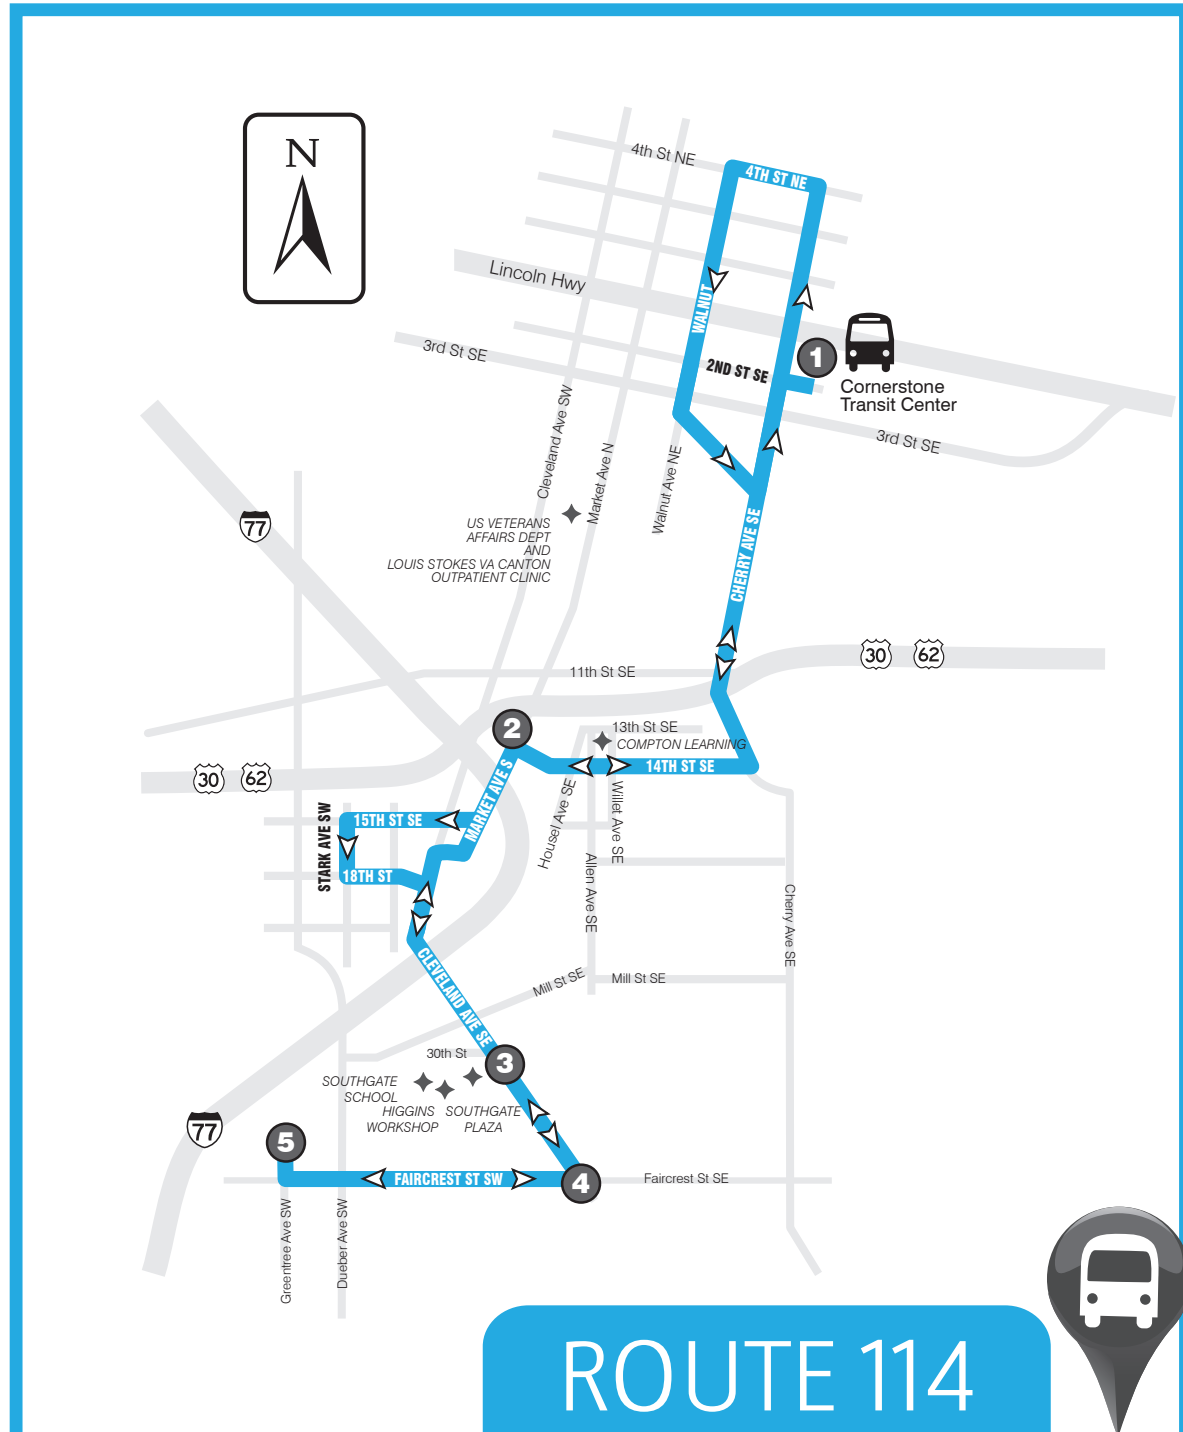 N
4th St NE
4TH ST NE
Lincoln Hwy
WALNUT
3rd St SE
2ND ST SE
1
Cornerstone
Transit Center
3rd St SE
Cleveland Ave SW
Market Ave N
Walnut Ave NE
77
US VETERANS
AFFAIRS DEPT
AND
LOUIS STOKES VA CANTON
OUTPATIENT CLINIC
CHERRY AVE SE
30
62
11th St SE
2
13th St SE
COMPTON LEARNING
14TH ST SE
30
62
MARKET AVE S
Housel Ave SE
Willet Ave SE
STARK AVE SW
15TH ST SE
18TH ST
Allen Ave SE
Cherry Ave SE
CLEVELAND AVE SE
Mill St SE
Mill St SE
30th St
3
SOUTHGATE
SCHOOL
HIGGINS
WORKSHOP
SOUTHGATE
PLAZA
77
5
FAIRCREST ST SW
4
Faircrest St SE
Greentree Ave SW
Dueber Ave SW
ROUTE 114